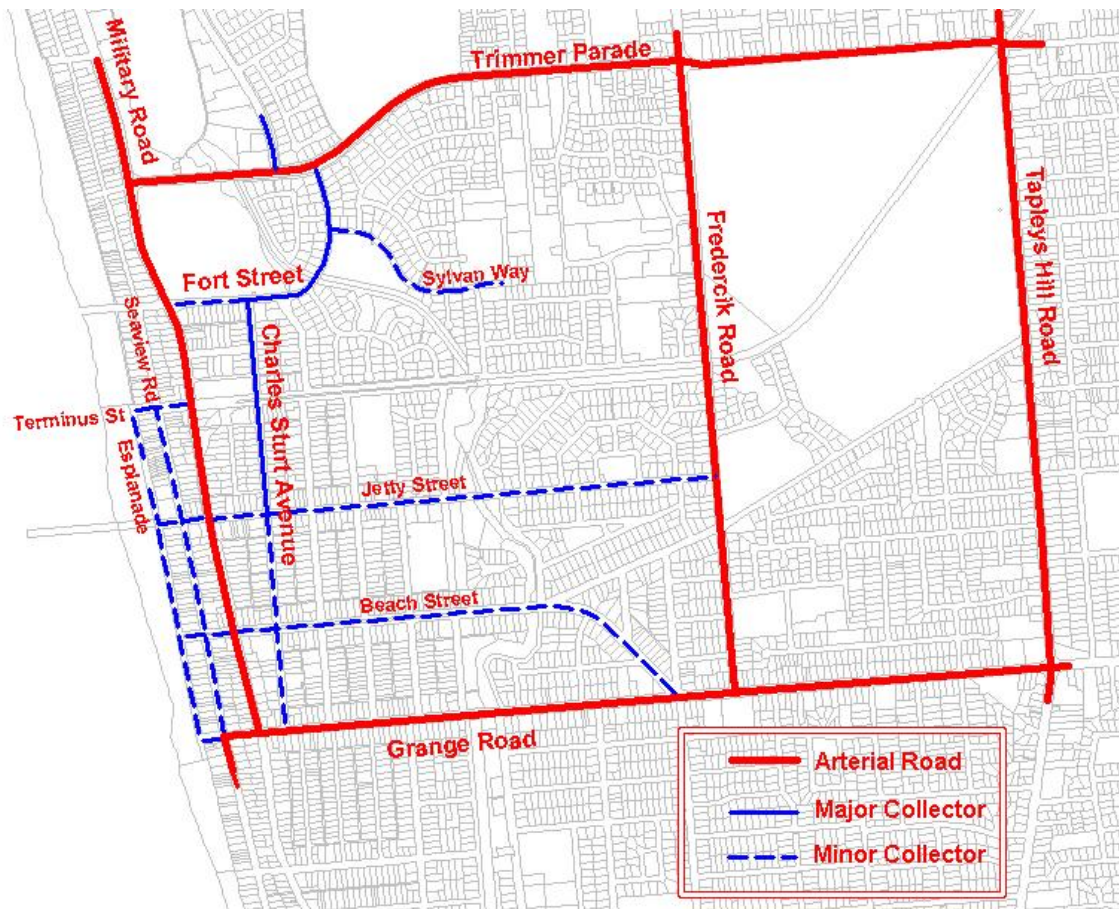 Military Road
Trimmer Parade
Fredercik Road
Tapleys Hill Road
Sylvan Way
Fort Street
Seaview Rd
Charles Sturt Avenue
Terminus St
Esplanade
Jetty Street
Beach Street
Grange Road
Arterial Road
Major Collector
Minor Collector